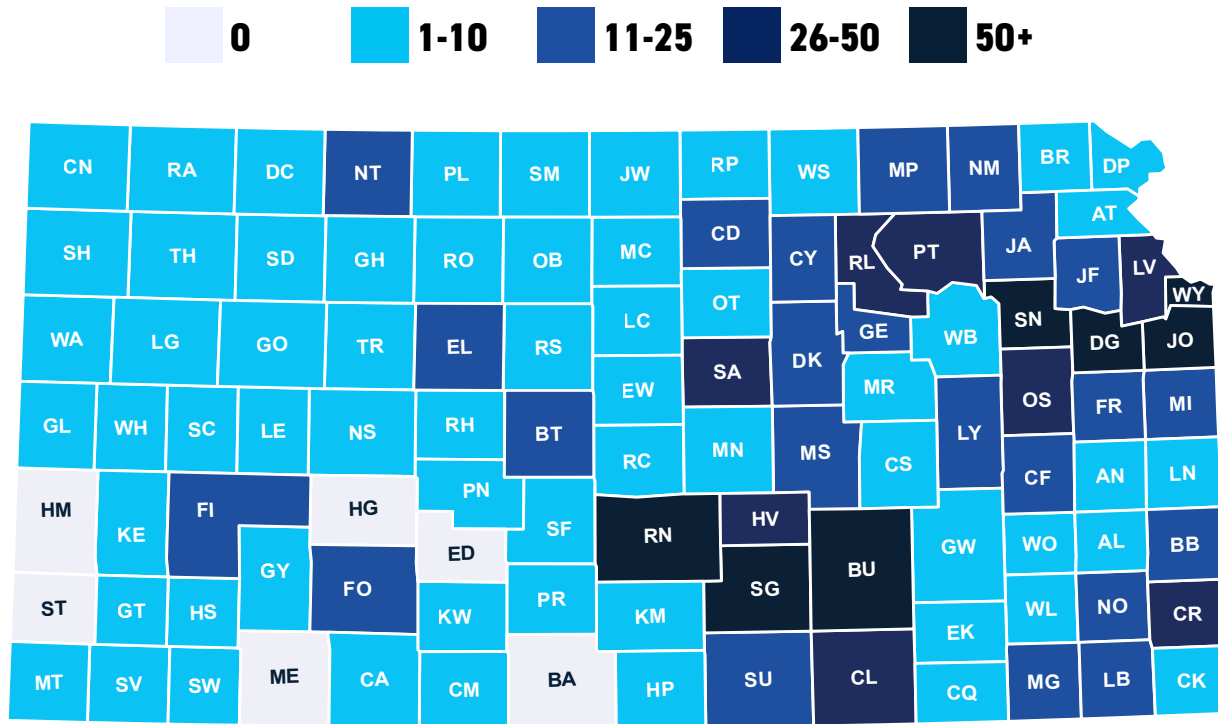 0 1-10 11-25 26-50 50+
CN RA DC NT PL SM JW RP WS MP NM BR DP
AT
SH TH SD GH RO OB MC CD CY RL PT JA JF LV
WY
OT
WA LG GO TR EL RS LC GE WB SN DG JO
SA DK
EW MR OS FR MI
GL WH SC LE NS RH BT LY
RC MN MS CS CF AN LN
HM KE FI HG PN SF RN HV GW WO AL BB
ED
GY BU
ST GT HS FO KW PR KM SG EK WL NO CR
MT SV SW ME CA CM BA HP SU CL CQ MG LB CK